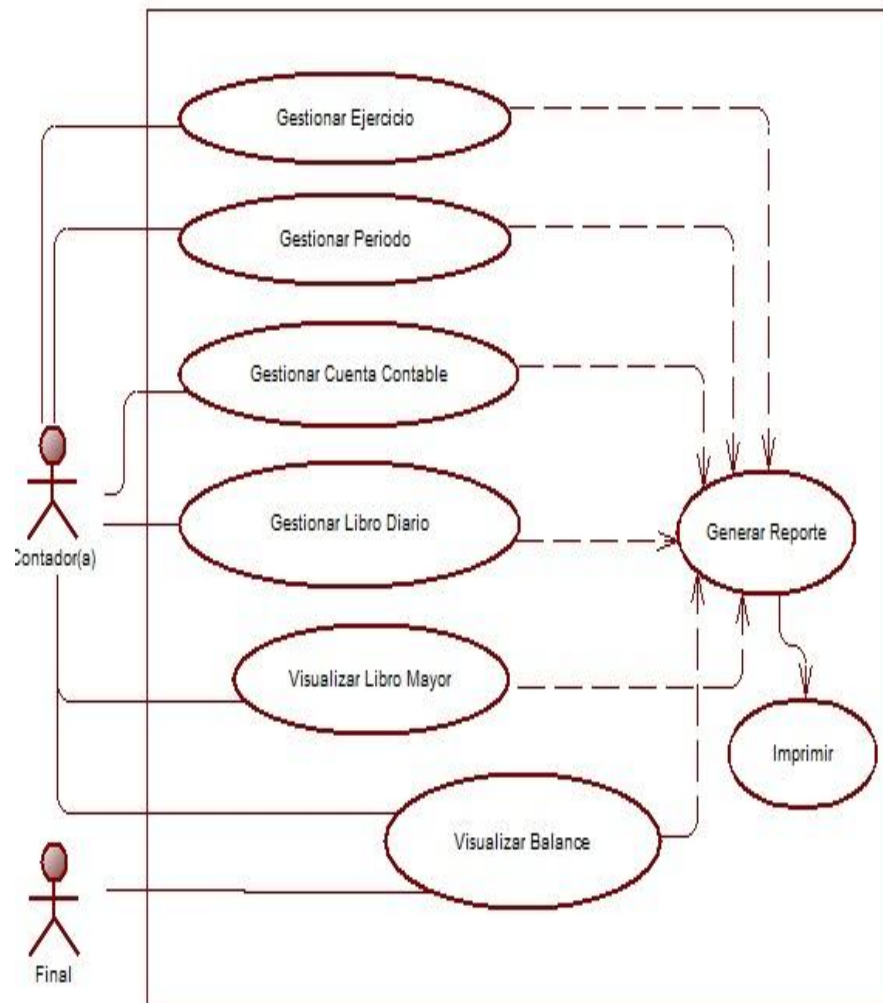 Gestionar Ejercicio
Gestionar Periodo
Gestionar Cuenta Contable
Gestionar Libro Diario
Generar Reporte
Contador(a)
Visualizar Libro Mayor
Imprimir
Visualizar Balance
Final